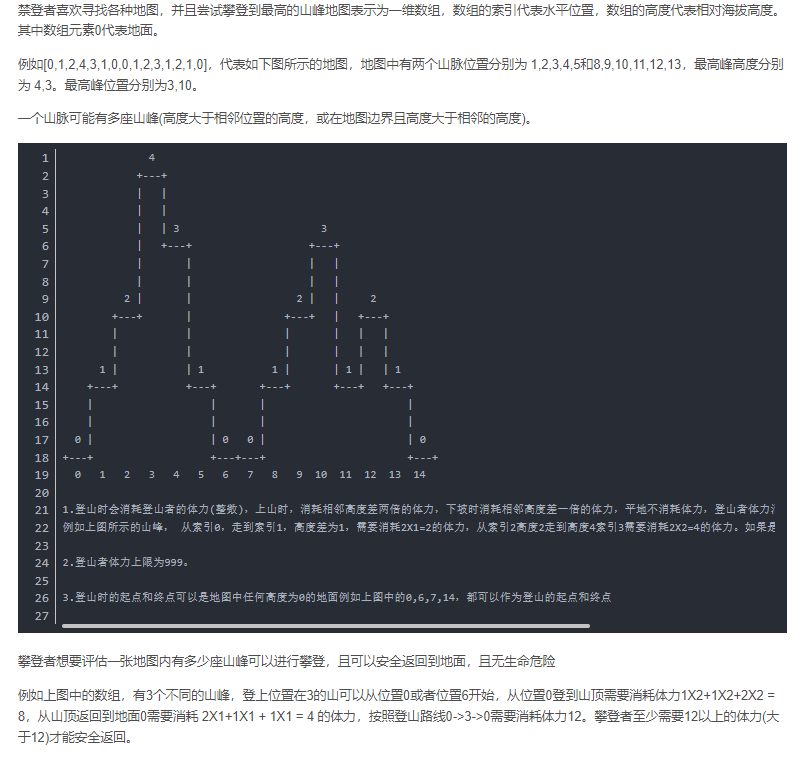 禁登者喜欢寻找各种地图，并且尝试攀登到最高的山峰地图表示为一维数组，数组的索引代表水平位置，数组的高度代表相对海拔高度。
其中数组元素0代表地面。
例如[0,1,2,4,3,1,0,0,1,2,3,1,2,1,0]，代表如下图所示的地图，地图中有两个山脉位置分别为 1,2,3,4,5和8,9,10,11,12,13，最高峰高度分别
为 4,3。最高峰位置分别为3,10。
一个山脉可能有多座山峰(高度大于相邻位置的高度，或在地图边界且高度大于相邻的高度)。
1 4
2 +---+
3 | |
4 | |
5 | | 3 3
6 | +---+ +---+
7 | | | |
8 | | | |
9 2 | | 2 | | 2
10 +---+ | +---+ | +---+
11 | | | | | |
12 | | | | | |
13 1 | | 1 1 | | 1 | | 1
14 +---+ +---+ +---+ +---+ +---+
15 | | | |
16 | | | |
17 0 | | 0 0 | | 0
18 +---+ +---+---+ +---+
19 0 1 2 3 4 5 6 7 8 9 10 11 12 13 14
20
21 1.登山时会消耗登山者的体力(整数)，上山时，消耗相邻高度差两倍的体力，下坡时消耗相邻高度差一倍的体力，平地不消耗体力，登山者体力
22 例如上图所示的山峰， 从索引0，走到索引1，高度差为1，需要消耗2X1=2的体力，从索引2高度2走到高度4索引3需要消耗2X2=4的体力。如果是
23
24 2.登山者体力上限为999。
25
26 3.登山时的起点和终点可以是地图中任何高度为0的地面例如上图中的0,6,7,14，都可以作为登山的起点和终点
27
攀登者想要评估一张地图内有多少座山峰可以进行攀登，且可以安全返回到地面，且无生命危险
例如上图中的数组，有3个不同的山峰，登上位置在3的山可以从位置0或者位置6开始，从位置0登到山顶需要消耗体力1X2+1X2+2X2 =
8，从山顶返回到地面0需要消耗 2X1+1X1 + 1X1 = 4 的体力，按照登山路线0->3->0需要消耗体力12。攀登者至少需要12以上的体力(大
于12)才能安全返回。